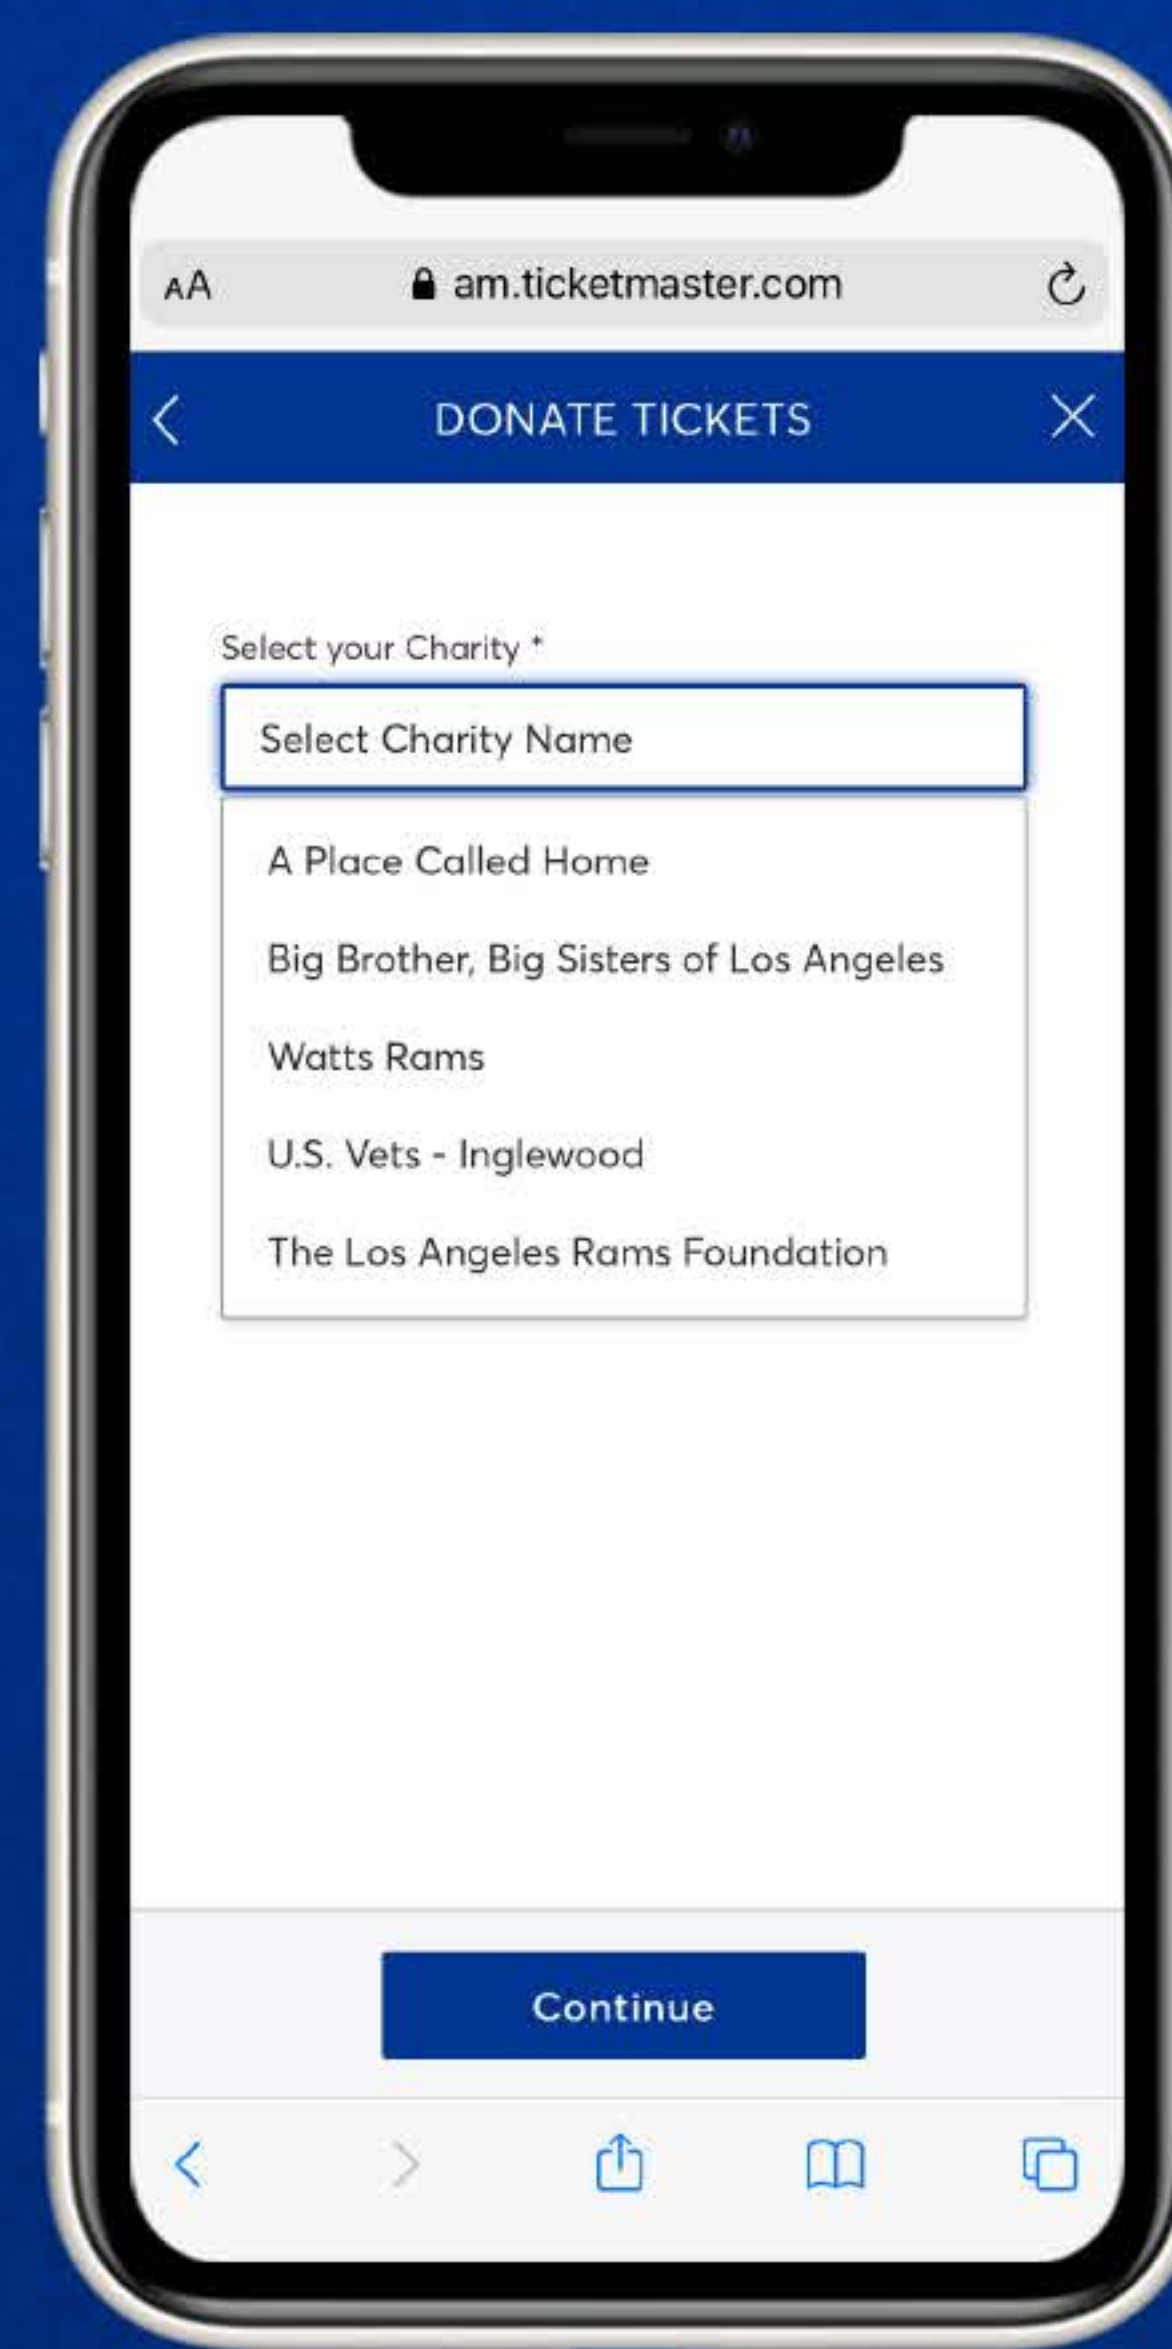 AA
am.ticketmaster.com
DONATE TICKETS
Select your Charity *
Select Charity Name
A Place Called Home
Big Brother, Big Sisters of Los Angeles
Watts Rams
U.S. Vets - Inglewood
The Los Angeles Rams Foundation
Continue